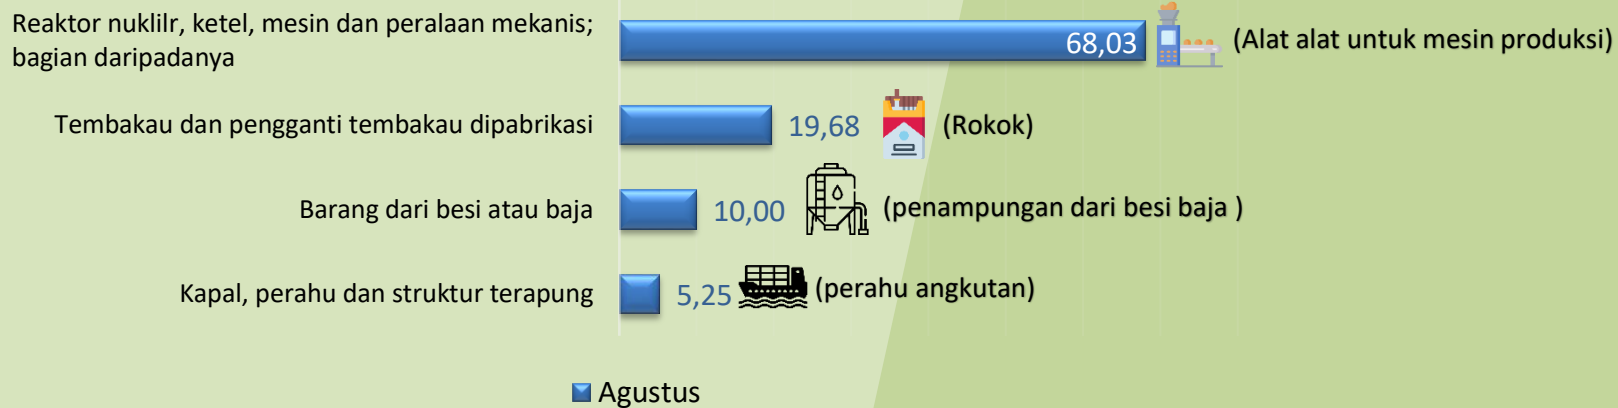 Reaktor nuklilr, ketel, mesin dan peralaan mekanis;
bagian daripadanya
68,03
(Alat alat untuk mesin produksi)
Tembakau dan pengganti tembakau dipabrikasi
19,68
(Rokok)
Barang dari besi atau baja
10,00
(penampungan dari besi baja )
Kapal, perahu dan struktur terapung
5,25
(perahu angkutan)
Agustus